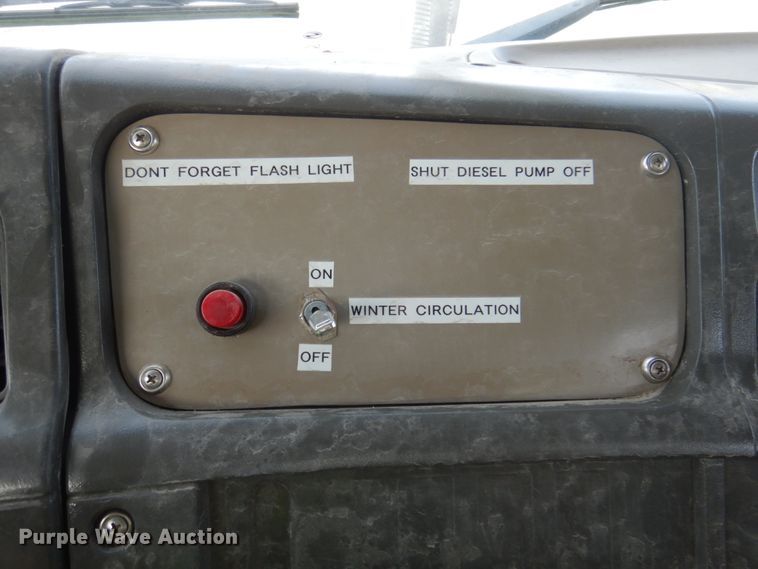 DONT FORGET FLASH LIGHT
SHUT DIESEL PUMP OFF
ON
WINTER CIRCULATION
OFF
Purple Wave Auction